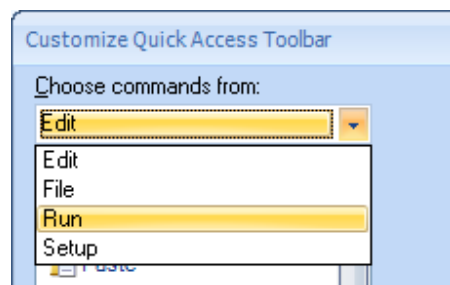 Customize Quick Access Toolbar
Choose commands from:
Edit
Edit
File
Run
Setup